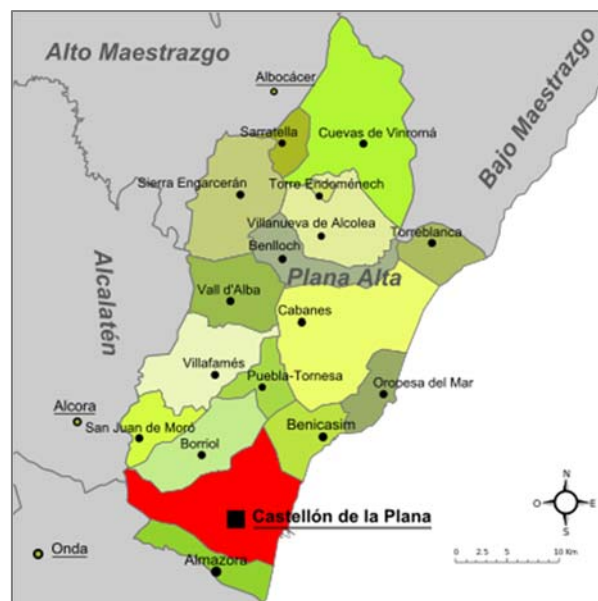 Alto Maestrazgo
Albocácer
Bajo Maestrazgo
Sarratella
Cuevas de Vinromá
Sierra Engarcerán
Torre Endoménech
Villanueva de Alcolea
Torreblanca
Benlloch
Plana Alta
Alcalatén
Vall d'Alba
Cabanes
Villafamés
Puebla-Tornesa
Oropesa del Mar
Alcora
San Juan de Moró
Benicasim
Borriol
Castellón de la Plana
Onda
Almazora
N
O
E
S
0 2.5 5 10 Km